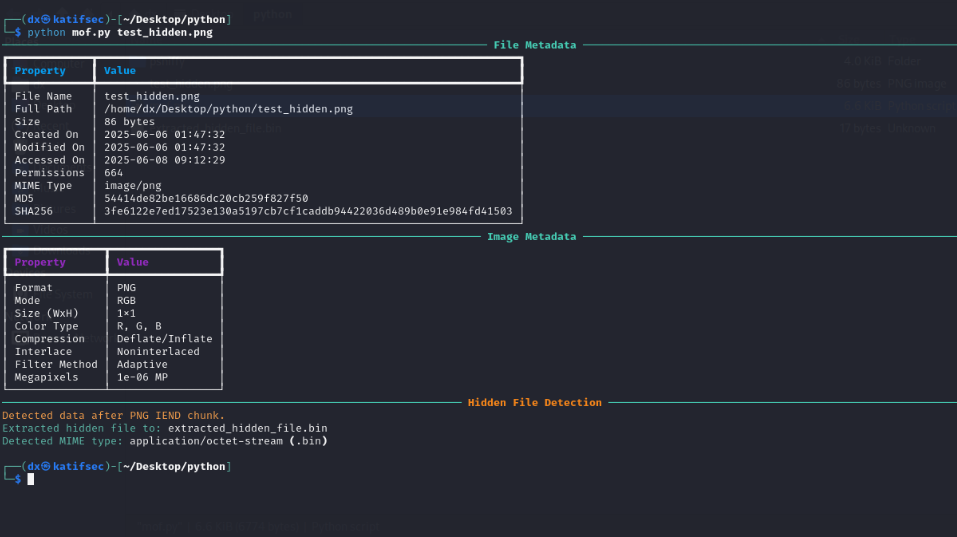 ┌──(dx㉿katifsec)-[~/Desktop/python]
└─$ python mof.py test_hidden.png
File Metadata
Property Value
File Name test_hidden.png
Full Path /home/dx/Desktop/python/test_hidden.png
Size 86 bytes
Created On 2025-06-06 01:47:32
Modified On 2025-06-06 01:47:32
Accessed On 2025-06-08 09:12:29
Permissions 664
MIME Type image/png
MD5 54414de82be16686dc20cb259f827f50
SHA256 3fe6122e7ed17523e130a5197cb7cf1caddb94422036d489b0e91e984fd41503
Image Metadata
Property Value
Format PNG
Mode RGB
Size (WxH) 1×1
Color Type R, G, B
Compression Deflate/Inflate
Interlace Noninterlaced
Filter Method Adaptive
Megapixels 1e-06 MP
Hidden File Detection
Detected data after PNG IEND chunk.
Extracted hidden file to: extracted_hidden_file.bin
Detected MIME type: application/octet-stream (.bin)
┌──(dx㉿katifsec)-[~/Desktop/python]
└─$